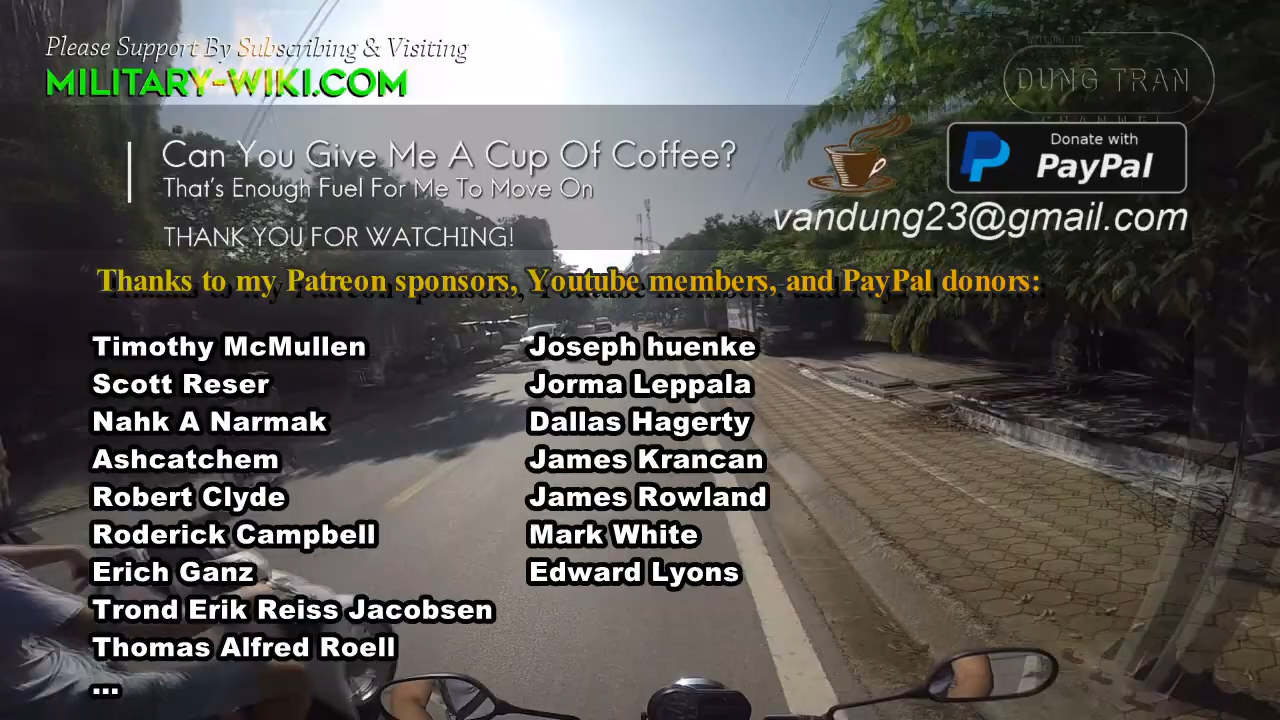 Please Support By Subscribing & Visiting
MILITARY-WIKI.COM
WELCOME TO
DUNG TRAN
CHANNEL
Can You Give Me A Cup Of Coffee?
That's Enough Fuel For Me To Move On
THANK YOU FOR WATCHING!
Donate with
PayPal
vandung23@gmail.com
Thanks to my Patreon sponsors, Youtube members, and PayPal donors:
Timothy McMullen
Scott Reser
Nahk A Narmak
Ashcatchem
Robert Clyde
Roderick Campbell
Erich Ganz
Trond Erik Reiss Jacobsen
Thomas Alfred Roell
...
Joseph huenke
Jorma Leppala
Dallas Hagerty
James Krancan
James Rowland
Mark White
Edward Lyons